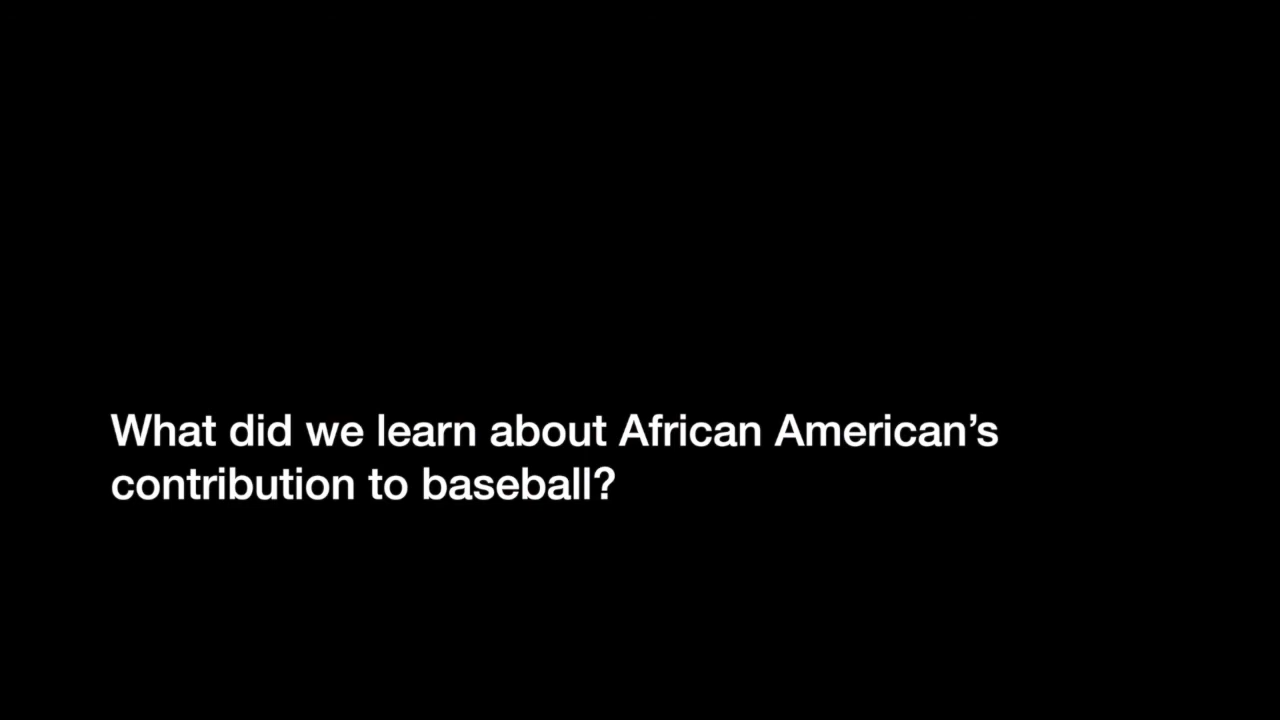 What did we learn about African American’s
contribution to baseball?